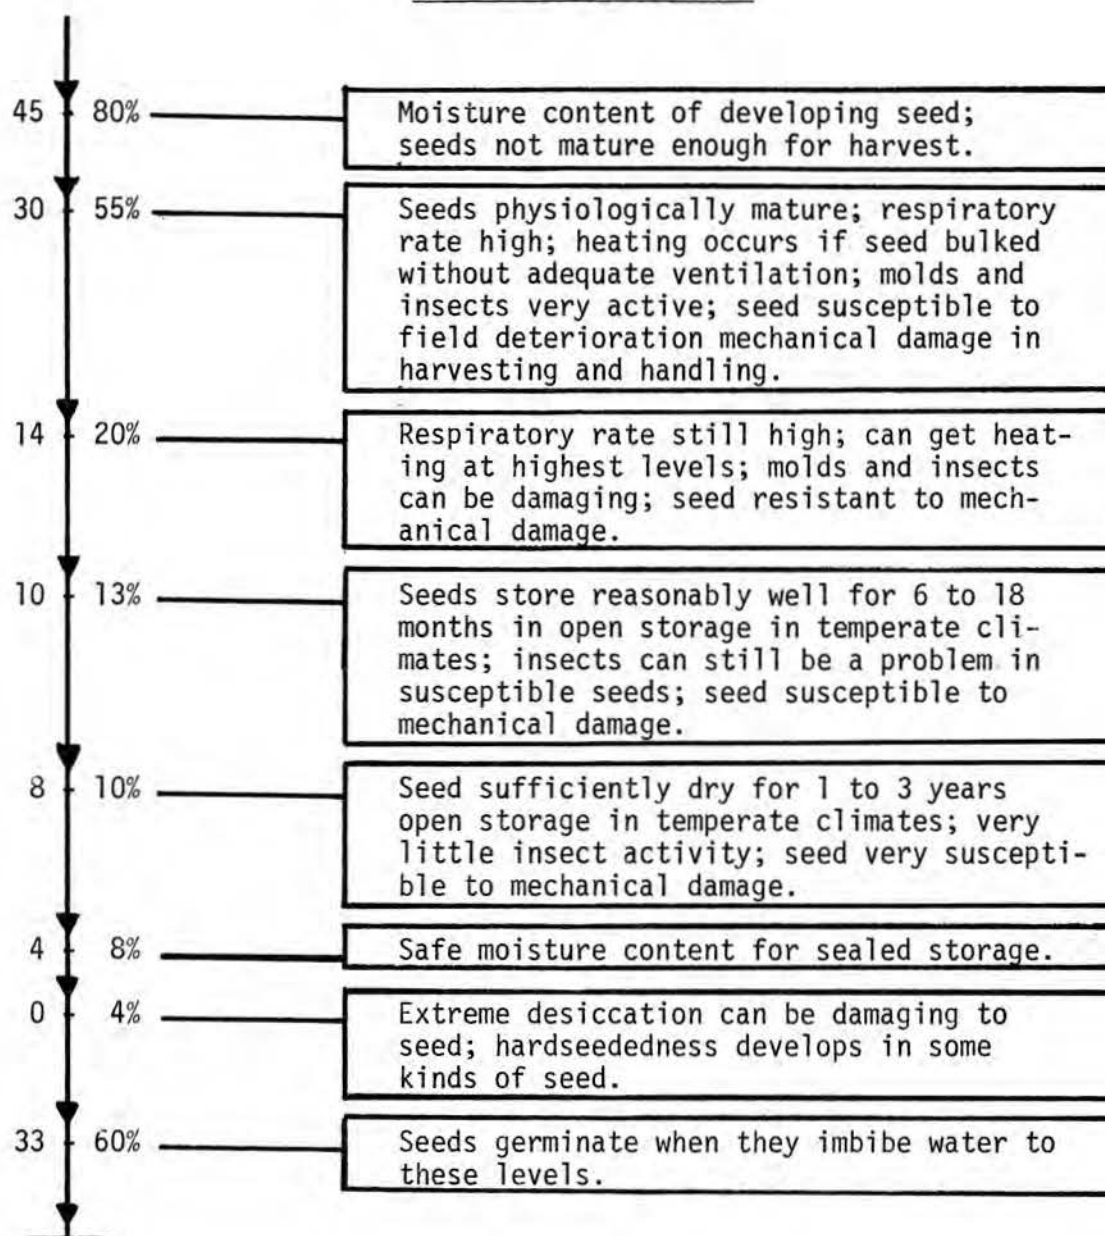 45 - 80%
Moisture content of developing seed;
seeds not mature enough for harvest.
30 - 55%
Seeds physiologically mature; respiratory
rate high; heating occurs if seed bulked
without adequate ventilation; molds and
insects very active; seed susceptible to
field deterioration mechanical damage in
harvesting and handling.
14 - 20%
Respiratory rate still high; can get heat-
ing at highest levels; molds and insects
can be damaging; seed resistant to mech-
anical damage.
10 - 13%
Seeds store reasonably well for 6 to 18
months in open storage in temperate cli-
mates; insects can still be a problem in
susceptible seeds; seed susceptible to
mechanical damage.
8 - 10%
Seed sufficiently dry for 1 to 3 years
open storage in temperate climates; very
little insect activity; seed very suscepti-
ble to mechanical damage.
4 - 8%
Safe moisture content for sealed storage.
0 - 4%
Extreme desiccation can be damaging to
seed; hardseededness develops in some
kinds of seed.
33 - 60%
Seeds germinate when they imbibe water to
these levels.